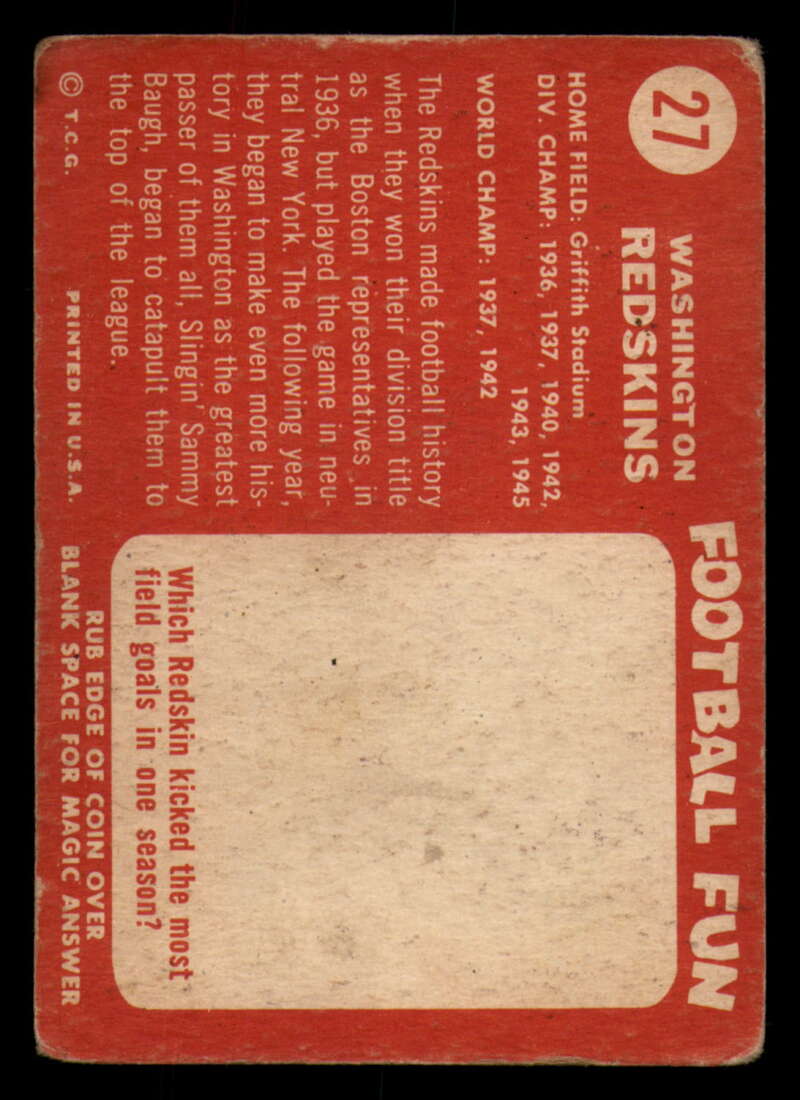 27
WASHINGTON
REDSKINS
HOME FIELD: Griffith Stadium
DIV. CHAMP: 1936, 1937, 1940, 1942,
1943, 1945
WORLD CHAMP: 1937, 1942
The Redskins made football history
when they won their division title
as the Boston representatives in
1936, but played the game in neu-
tral New York. The following year,
they began to make even more his-
tory in Washington as the greatest
passer of them all, Slingin' Sammy
Baugh, began to catapult them to
the top of the league.
© T.C.G. PRINTED IN U.S.A.
FOOTBALL FUN
Which Redskin kicked the most
field goals in one season?
RUB EDGE OF COIN OVER
BLANK SPACE FOR MAGIC ANSWER